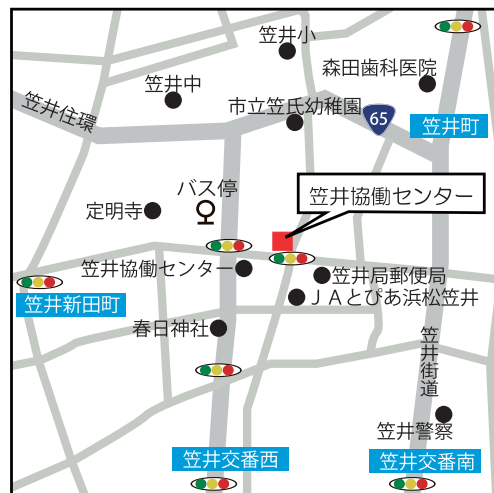 笠井小
森田歯科医院
笠井中
笠井住環
市立笠氏幼稚園
65
笠井町
バス停
笠井協働センター
定明寺
笠井協働センター
笠井局郵便局
JAとぴあ浜松笠井
笠井新田町
春日神社
笠井街道
笠井警察
笠井交番西
笠井交番南